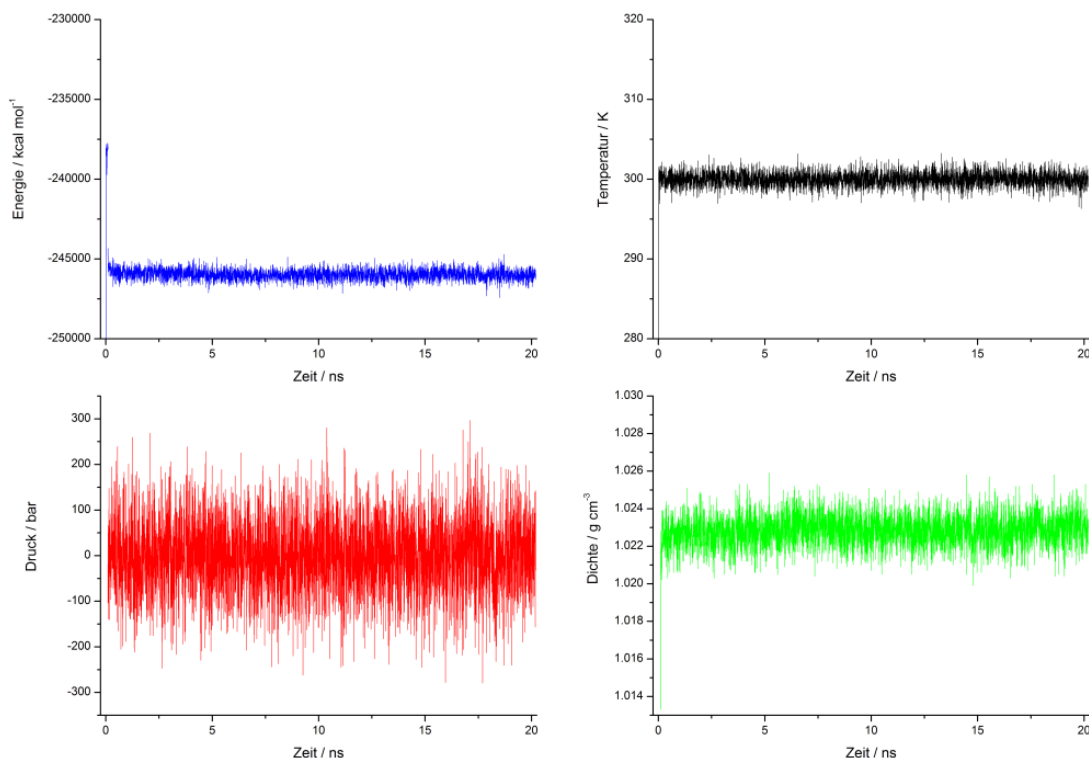 -230000
-235000
-240000
-245000
-250000
Energie / kcal mol⁻¹
0 5 10 15 20
Zeit / ns
320
310
300
290
280
Temperatur / K
0 5 10 15 20
Zeit / ns
300
200
100
0
-100
-200
-300
Druck / bar
0 5 10 15 20
Zeit / ns
1.030
1.028
1.026
1.024
1.022
1.020
1.018
1.016
1.014
Dichte / g cm⁻³
0 5 10 15 20
Zeit / ns